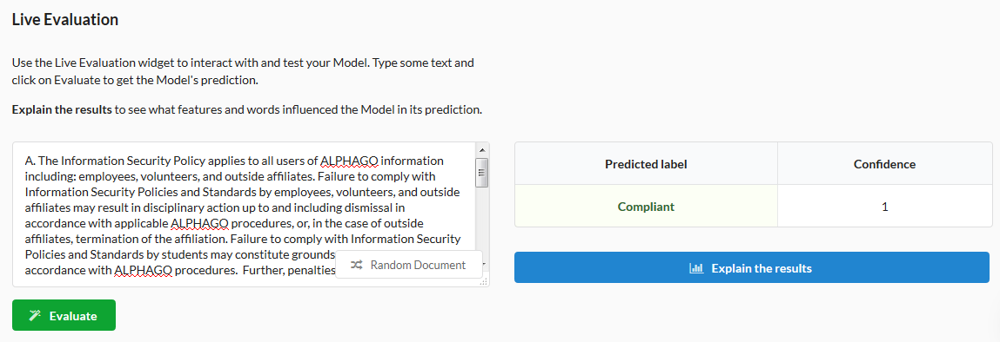 Live Evaluation
Use the Live Evaluation widget to interact with and test your Model. Type some text and
click on Evaluate to get the Model's prediction.
Explain the results to see what features and words influenced the Model in its prediction.
A. The Information Security Policy applies to all users of ALPHAGO information
including: employees, volunteers, and outside affiliates. Failure to comply with
Information Security Policies and Standards by employees, volunteers, and outside
affiliates may result in disciplinary action up to and including dismissal in
accordance with applicable ALPHAGO procedures, or, in the case of outside
affiliates, termination of the affiliation. Failure to comply with Information Security
Policies and Standards by students may constitute grounds
accordance with ALPHAGO procedures.  Further, penalties
Random Document
Evaluate
Predicted label
Confidence
Compliant
1
Explain the results